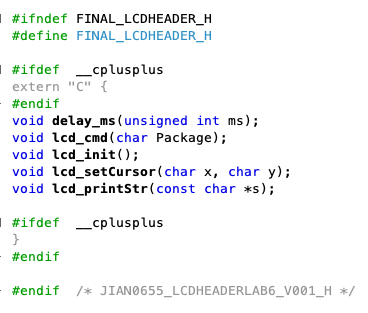 #ifndef FINAL_LCDHEADER_H
#define FINAL_LCDHEADER_H
#ifdef __cplusplus
extern "C" {
#endif
void delay_ms(unsigned int ms);
void lcd_cmd(char Package);
void lcd_init();
void lcd_setCursor(char x, char y);
void lcd_printStr(const char *s);
#ifdef __cplusplus
}
#endif
#endif /* JIAN0655_LCDHEADERLAB6_V001_H */